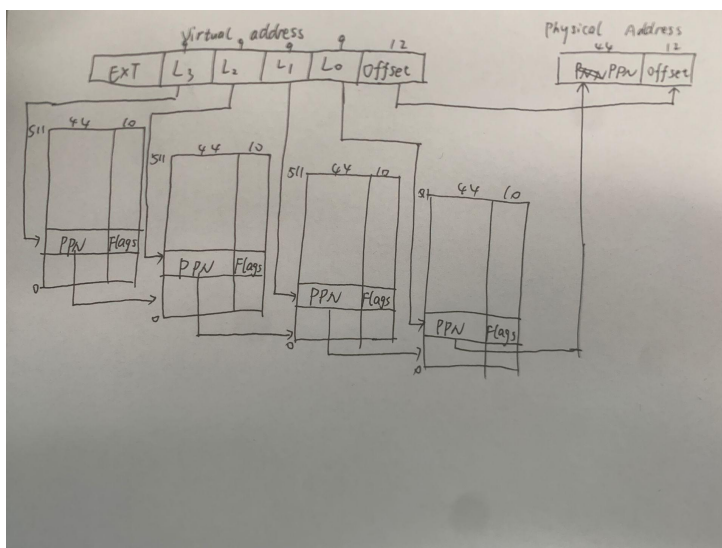 Virtual address
Physical Address
9 9 9 9 12
44 12
EXT L3 L2 L1 L0 Offset
PPN Offset
511 44 10
511 44 10
511 44 10
44 10
PPN Flags
PPN Flags
PPN Flags
PPN Flags
0
0
0
0